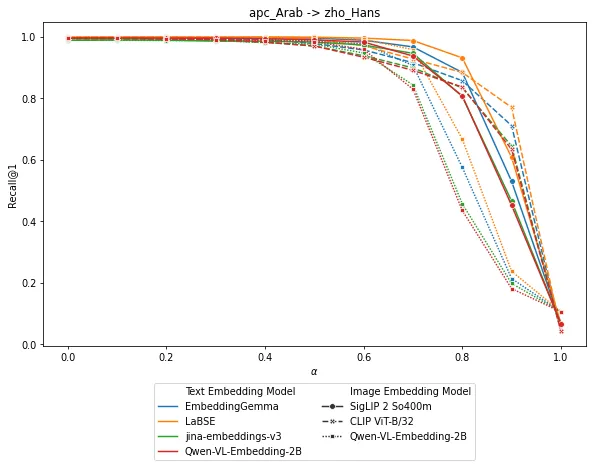 apc_Arab -> zho_Hans
Recall@1
1.0
0.8
0.6
0.4
0.2
0.0
0.0 0.2 0.4 0.6 0.8 1.0
α
Text Embedding Model Image Embedding Model
EmbeddingGemma SigLIP 2 So400m
LaBSE CLIP ViT-B/32
jina-embeddings-v3 Qwen-VL-Embedding-2B
Qwen-VL-Embedding-2B